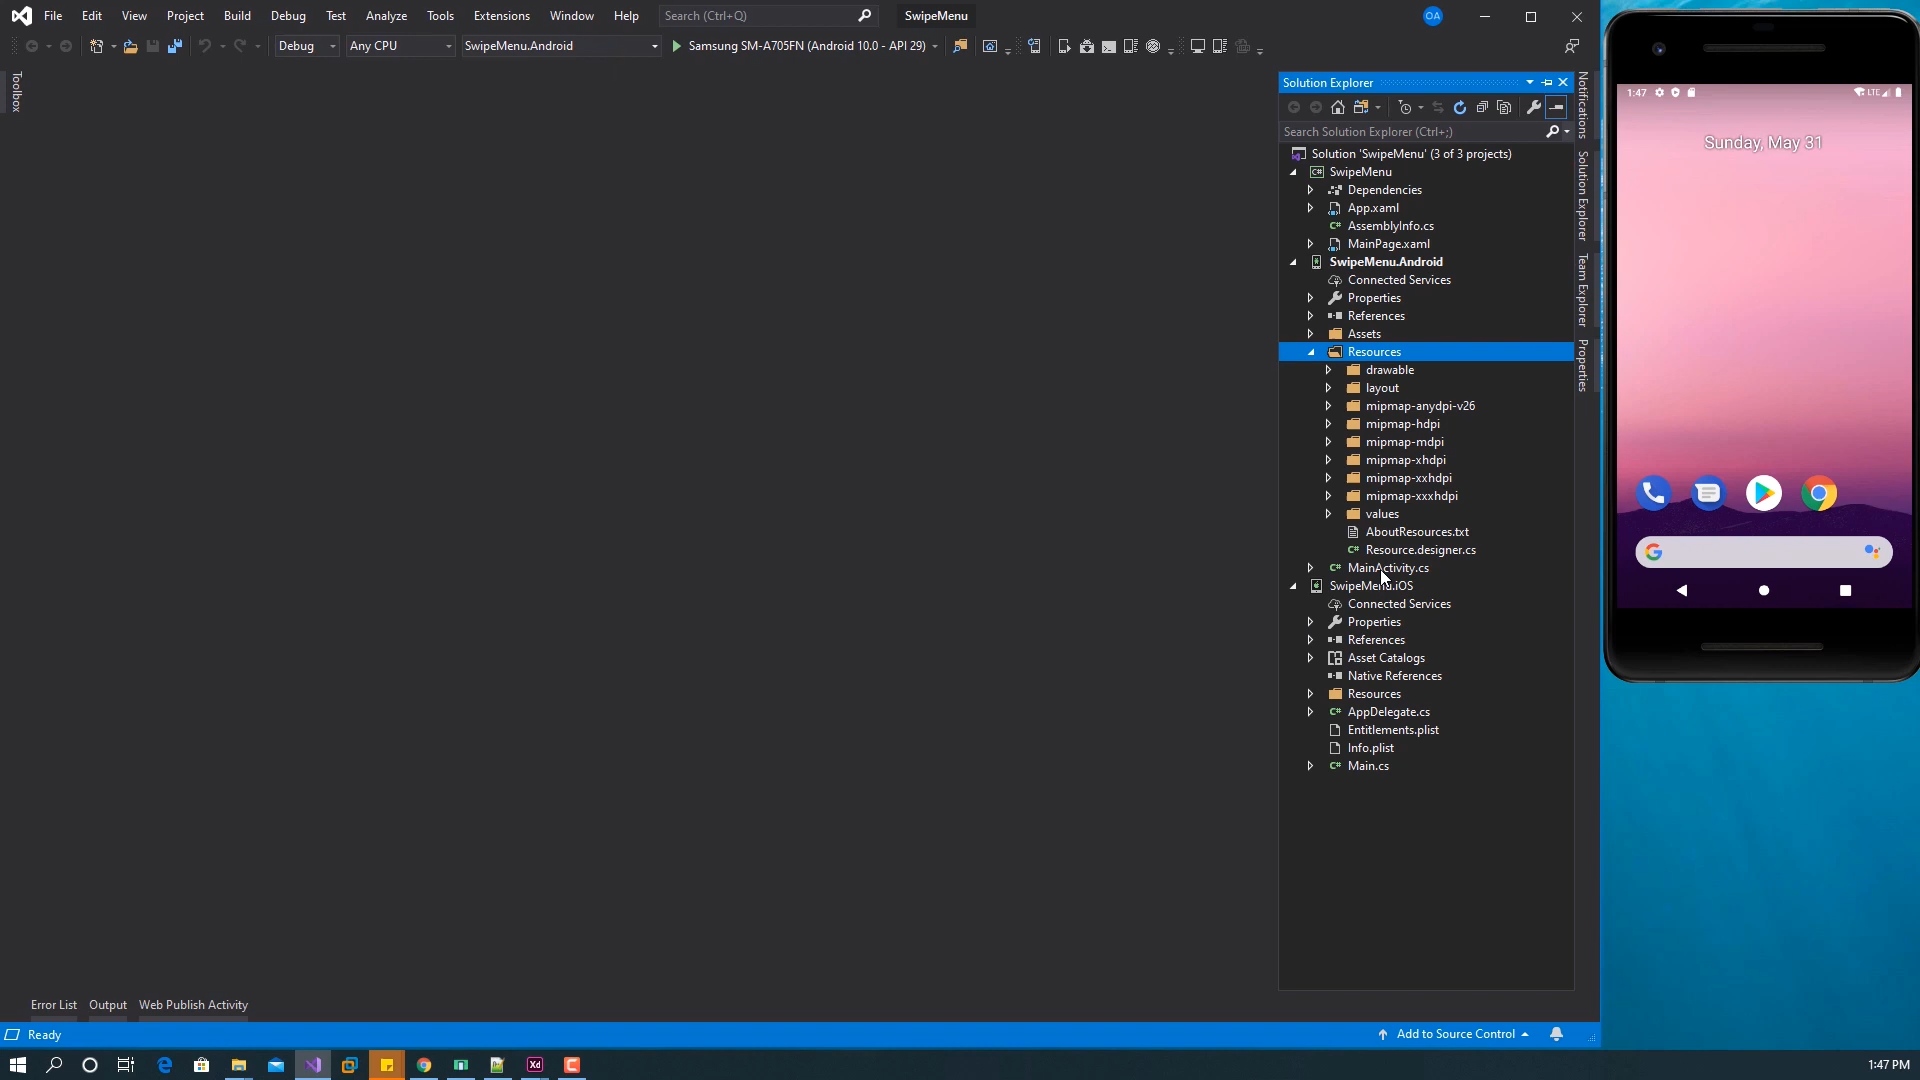 File Edit View Project Build Debug Test Analyze Tools Extensions Window Help Search (Ctrl+Q) SwipeMenu OA
Debug Any CPU SwipeMenu.Android Samsung SM-A705FN (Android 10.0 - API 29)
Toolbox
Solution Explorer
Search Solution Explorer (Ctrl+;)
Solution 'SwipeMenu' (3 of 3 projects)
C# SwipeMenu
Dependencies
App.xaml
C# AssemblyInfo.cs
MainPage.xaml
SwipeMenu.Android
Connected Services
Properties
References
Assets
Resources
drawable
layout
mipmap-anydpi-v26
mipmap-hdpi
mipmap-mdpi
mipmap-xhdpi
mipmap-xxhdpi
mipmap-xxxhdpi
values
AboutResources.txt
C# Resource.designer.cs
C# MainActivity.cs
SwipeMenu.iOS
Connected Services
Properties
References
Asset Catalogs
Native References
Resources
C# AppDelegate.cs
Entitlements.plist
Info.plist
C# Main.cs
Notifications
Solution Explorer
Team Explorer
Properties
1:47 LTE
Sunday, May 31
G
Error List Output Web Publish Activity
Ready Add to Source Control
Xd C 1:47 PM